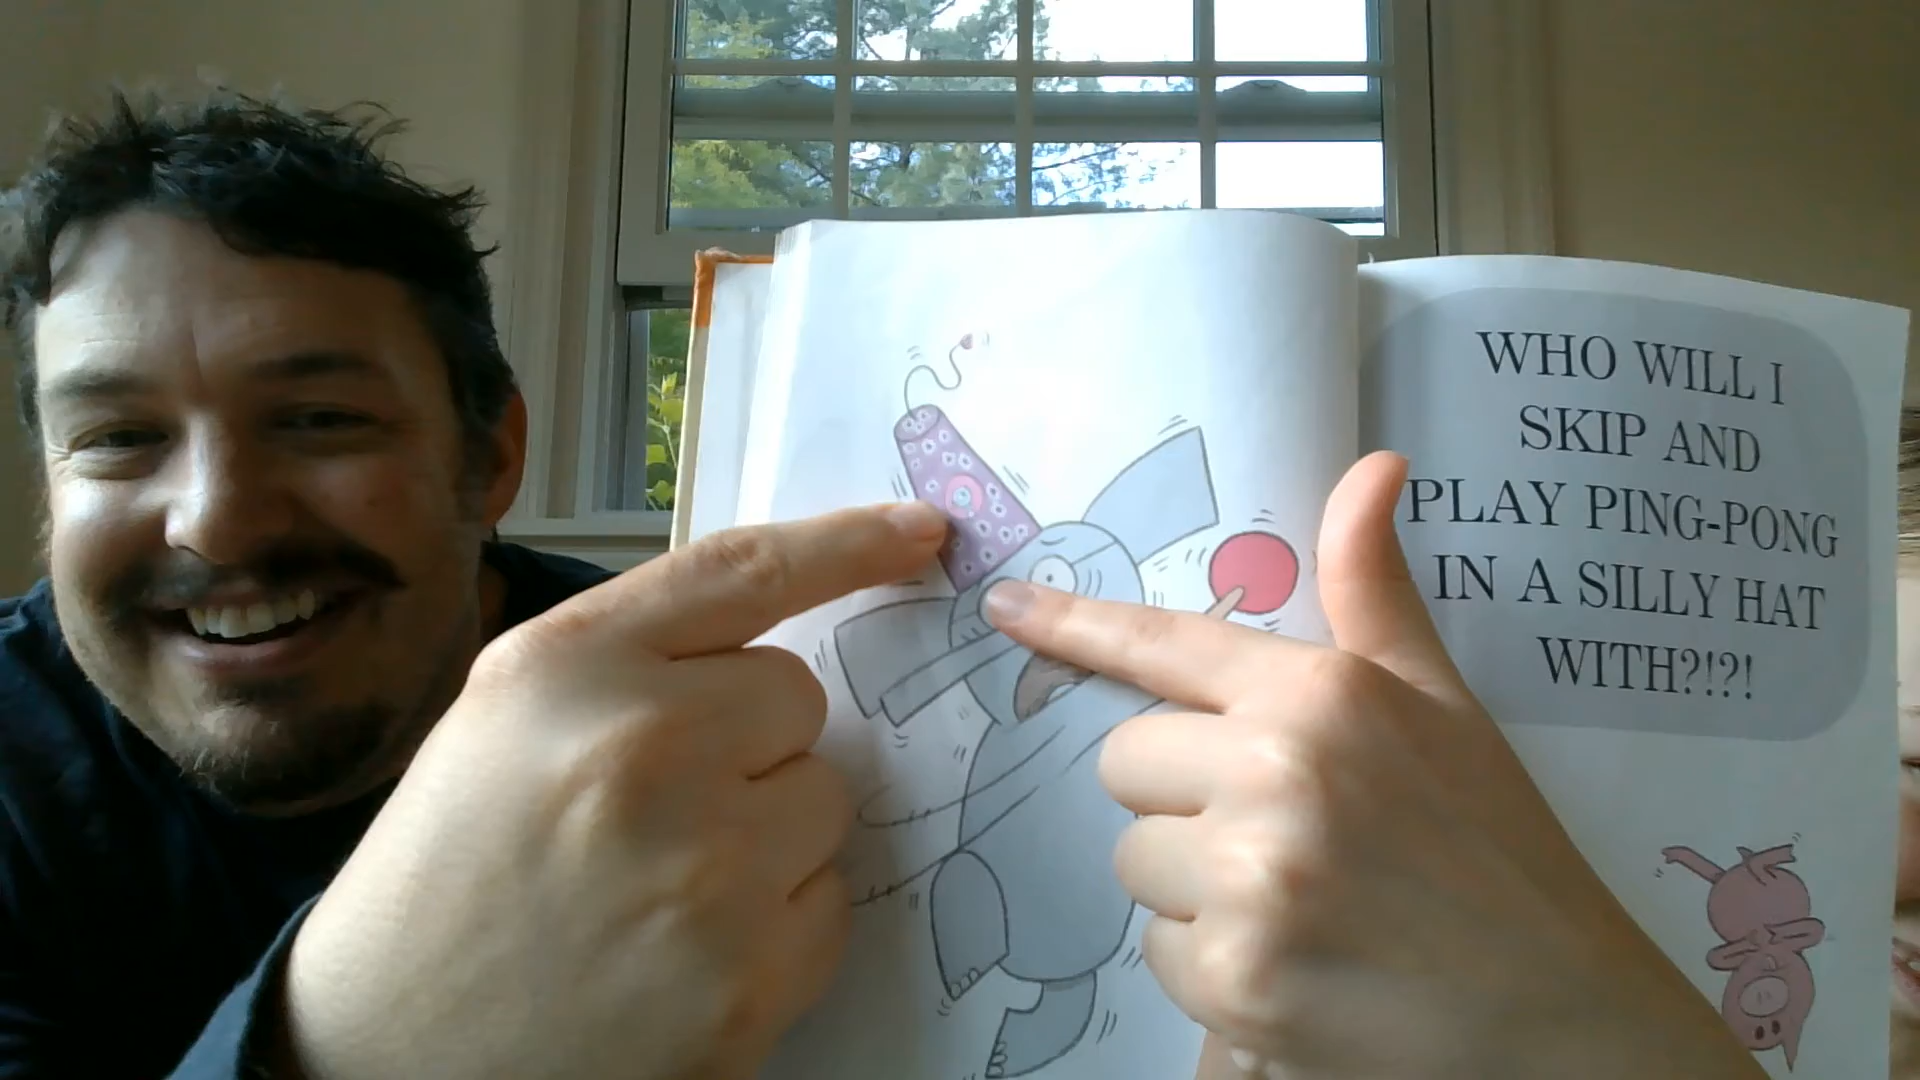 WHO WILL I
SKIP AND
PLAY PING-PONG
IN A SILLY HAT
WITH?!?!